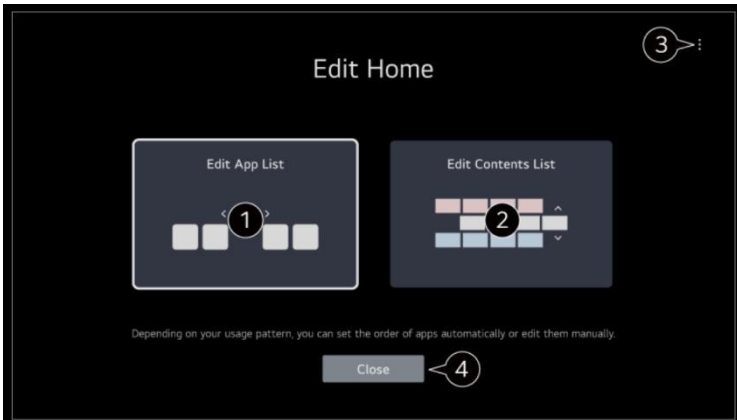 3
Edit Home
Edit App List
Edit Contents List
1
2
Depending on your usage pattern, you can set the order of apps automatically or edit them manually.
Close
4